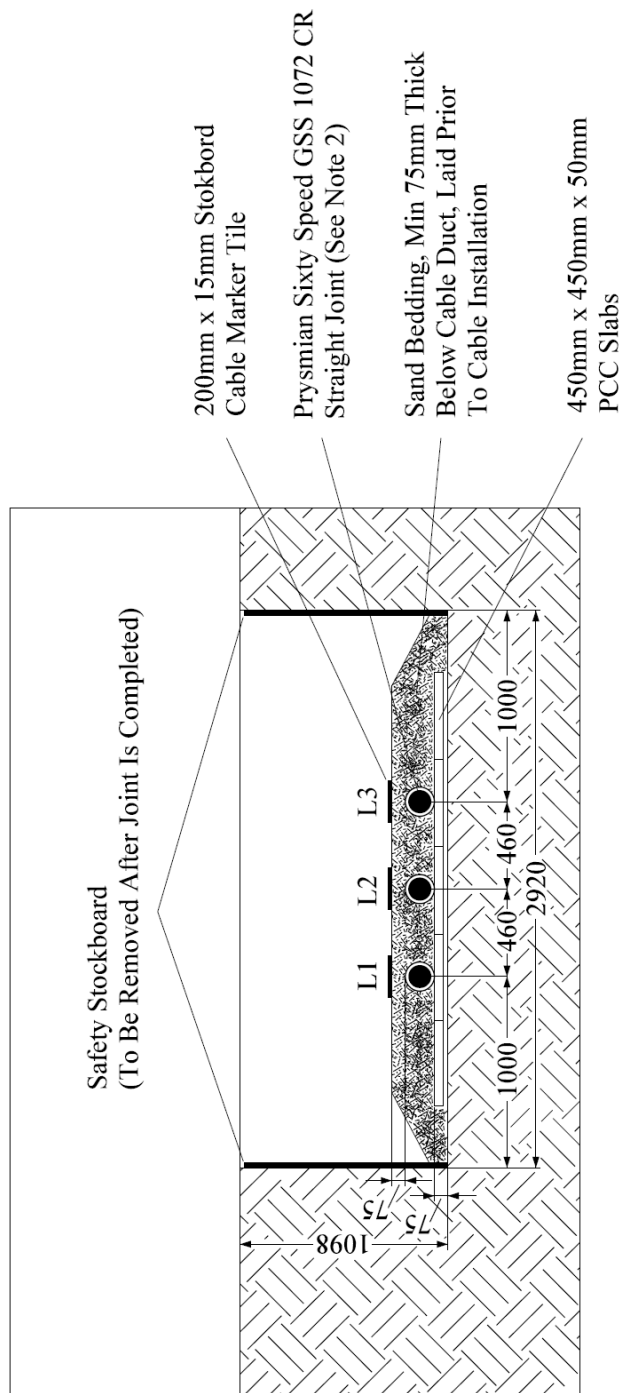 Safety Stockboard
(To Be Removed After Joint Is Completed)
200mm x 15mm Stokbord
Cable Marker Tile
Prysmian Sixty Speed GSS 1072 CR
Straight Joint (See Note 2)
Sand Bedding, Min 75mm Thick
Below Cable Duct, Laid Prior
To Cable Installation
450mm x 450mm x 50mm
PCC Slabs
L1
L2
L3
75
75
1098
1000
460
460
1000
2920